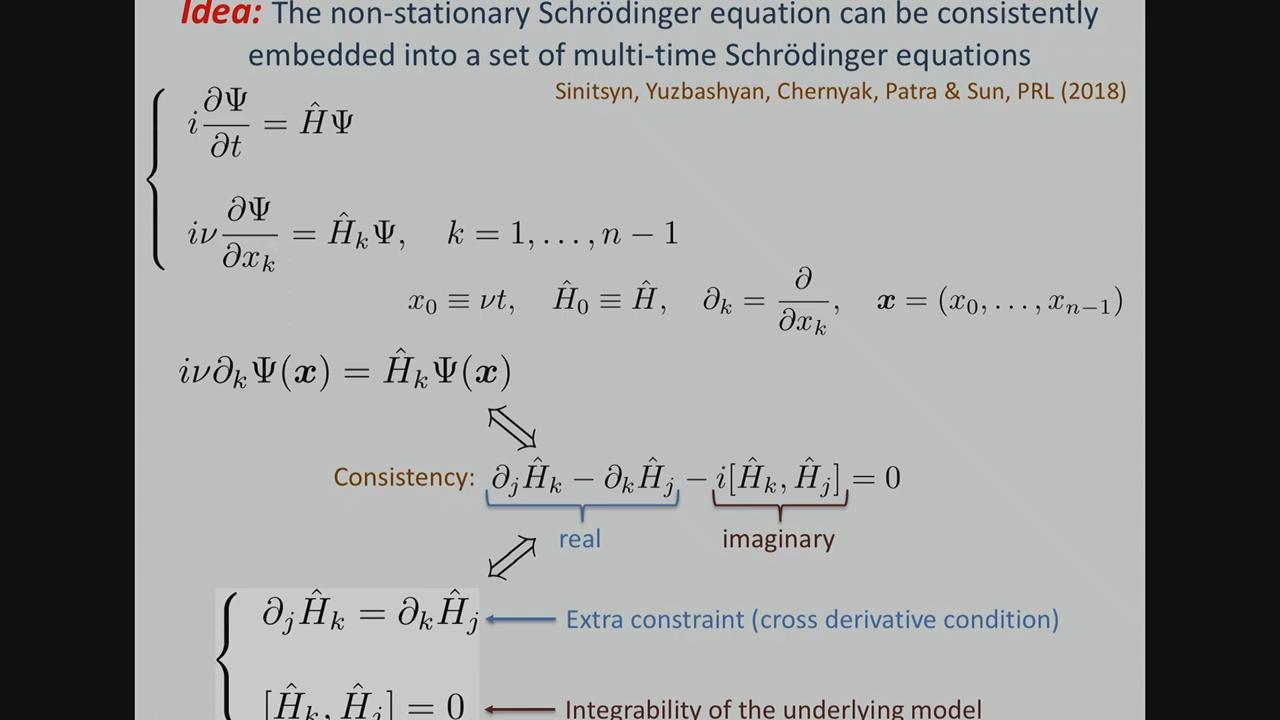 Idea: The non-stationary Schrödinger equation can be consistently
embedded into a set of multi-time Schrödinger equations
Sinitsyn, Yuzbashyan, Chernyak, Patra & Sun, PRL (2018)
i ∂Ψ/∂t = ĤΨ
iν ∂Ψ/∂x_k = Ĥ_kΨ, k = 1, . . . , n − 1
x_0 ≡ νt, Ĥ_0 ≡ Ĥ, ∂_k = ∂/∂x_k, x = (x_0, . . . , x_{n−1})
iν∂_kΨ(x) = Ĥ_kΨ(x)
Consistency: ∂_jĤ_k − ∂_kĤ_j − i[Ĥ_k, Ĥ_j] = 0
real imaginary
∂_jĤ_k = ∂_kĤ_j Extra constraint (cross derivative condition)
[Ĥ_k, Ĥ_j] = 0 Integrability of the underlying model